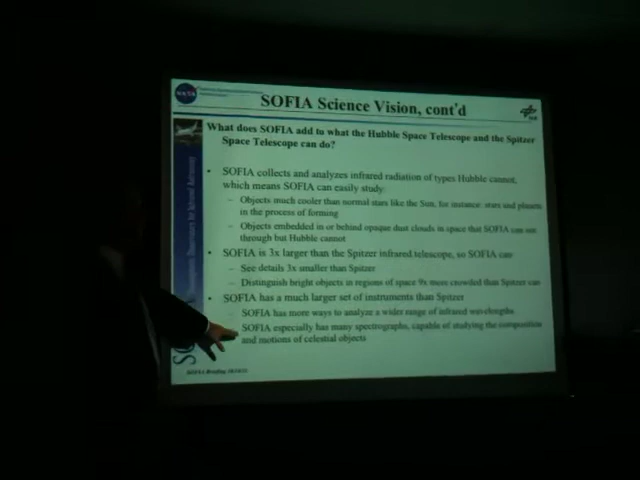 NASA
SOFIA Science Vision, cont'd
What does SOFIA add to what the Hubble Space Telescope and the Spitzer
Space Telescope can do?
• SOFIA collects and analyzes infrared radiation of types Hubble cannot,
which means SOFIA can easily study:
– Objects much cooler than normal stars like the Sun, for instance: stars and planets
in the process of forming
– Objects embedded in or behind opaque dust clouds in space that SOFIA can see
through but Hubble cannot
• SOFIA is 3x larger than the Spitzer infrared telescope, so SOFIA can
– See details 3x smaller than Spitzer
– Distinguish bright objects in regions of space 9x more crowded than Spitzer can
• SOFIA has a much larger set of instruments than Spitzer
– SOFIA has more ways to analyze a wider range of infrared wavelengths
– SOFIA especially has many spectrographs, capable of studying the composition
and motions of celestial objects
SOFIA Briefing